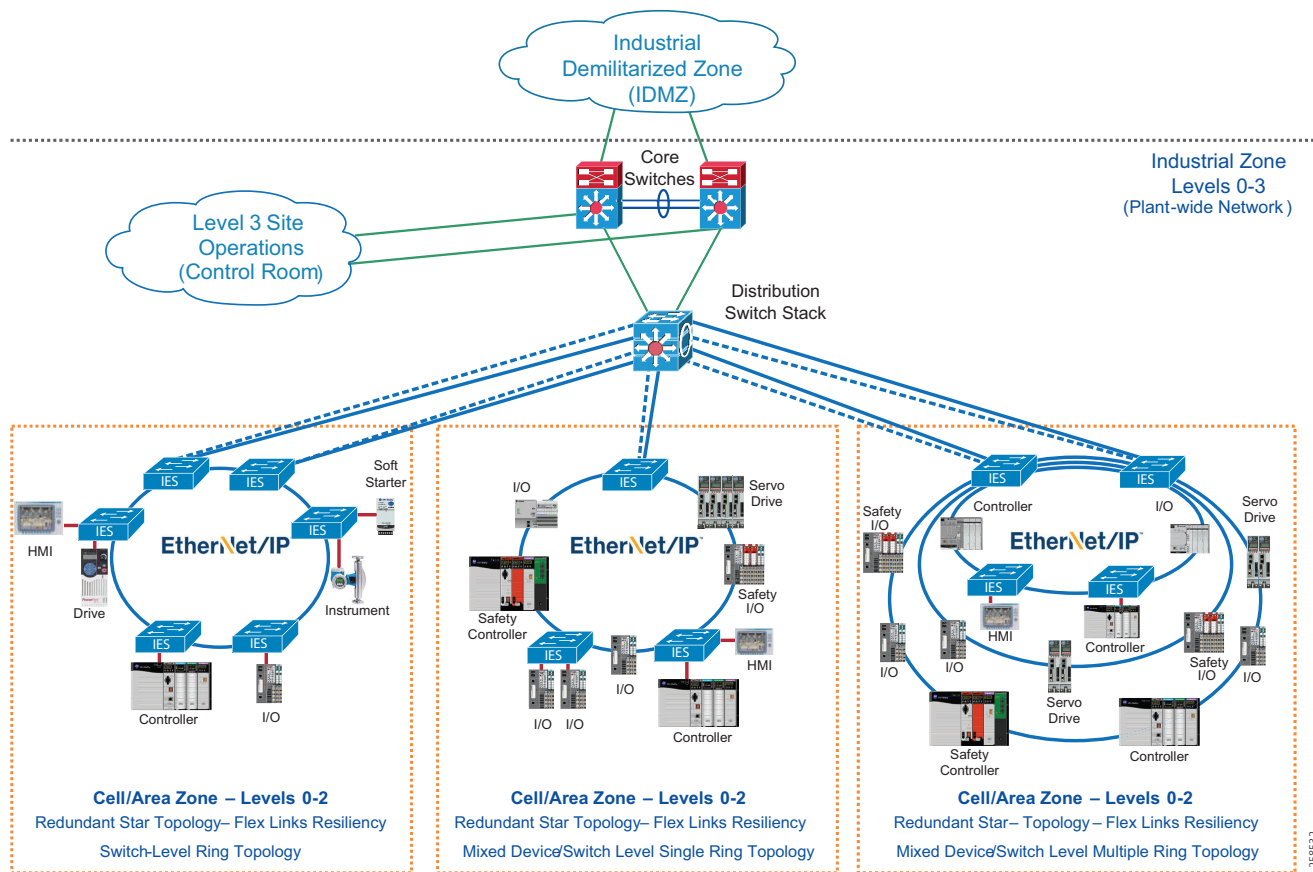 Industrial
Demilitarized Zone
(IDMZ)
Core
Switches
Industrial Zone
Levels 0-3
(Plant-wide Network )
Level 3 Site
Operations
(Control Room)
Distribution
Switch Stack
IES
IES
Soft
Starter
IES
IES
HMI
EtherNet/IP
Drive
Instrument
IES
IES
Controller
I/O
Cell/Area Zone – Levels 0-2
Redundant Star Topology– Flex Links Resiliency
Switch-Level Ring Topology
IES
I/O
Servo
Drive
EtherNet/IP™
Safety
Controller
Safety
I/O
IES
IES
HMI
I/O
I/O
I/O
Controller
Cell/Area Zone – Levels 0-2
Redundant Star Topology– Flex Links Resiliency
Mixed Device/Switch Level Single Ring Topology
IES
IES
Controller
I/O
Safety
I/O
Servo
Drive
EtherNet/IP™
IES
IES
HMI
Controller
I/O
I/O
Safety
I/O
I/O
Servo
Drive
Safety
Controller
Controller
Cell/Area Zone – Levels 0-2
Redundant Star– Topology – Flex Links Resiliency
Mixed Device/Switch Level Multiple Ring Topology